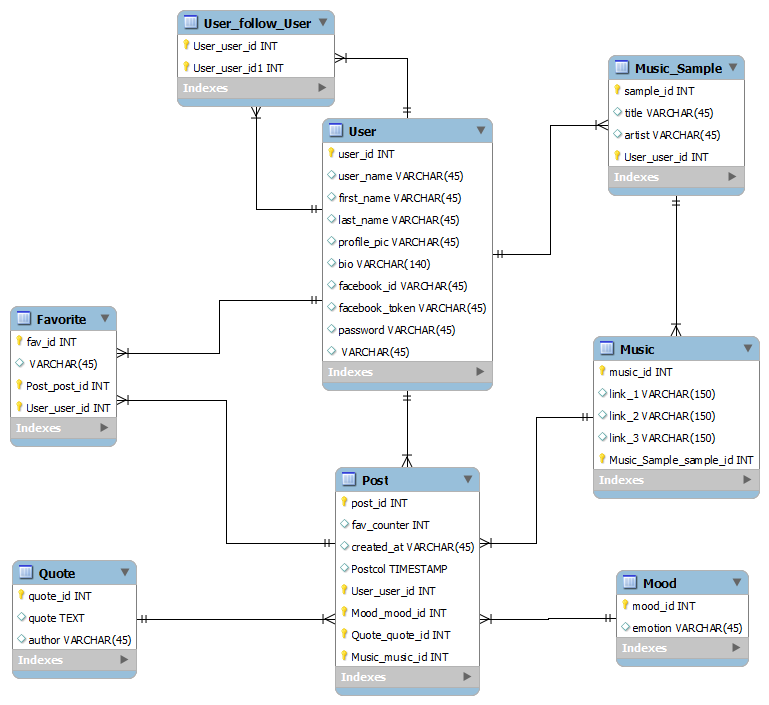 User_follow_User
User_user_id INT
User_user_id1 INT
Indexes
Music_Sample
sample_id INT
title VARCHAR(45)
artist VARCHAR(45)
User_user_id INT
Indexes
User
user_id INT
user_name VARCHAR(45)
first_name VARCHAR(45)
last_name VARCHAR(45)
profile_pic VARCHAR(45)
bio VARCHAR(140)
facebook_id VARCHAR(45)
facebook_token VARCHAR(45)
password VARCHAR(45)
VARCHAR(45)
Indexes
Favorite
fav_id INT
VARCHAR(45)
Post_post_id INT
User_user_id INT
Indexes
Music
music_id INT
link_1 VARCHAR(150)
link_2 VARCHAR(150)
link_3 VARCHAR(150)
Music_Sample_sample_id INT
Indexes
Post
post_id INT
fav_counter INT
created_at VARCHAR(45)
Postcol TIMESTAMP
User_user_id INT
Mood_mood_id INT
Quote_quote_id INT
Music_music_id INT
Indexes
Quote
quote_id INT
quote TEXT
author VARCHAR(45)
Indexes
Mood
mood_id INT
emotion VARCHAR(45)
Indexes